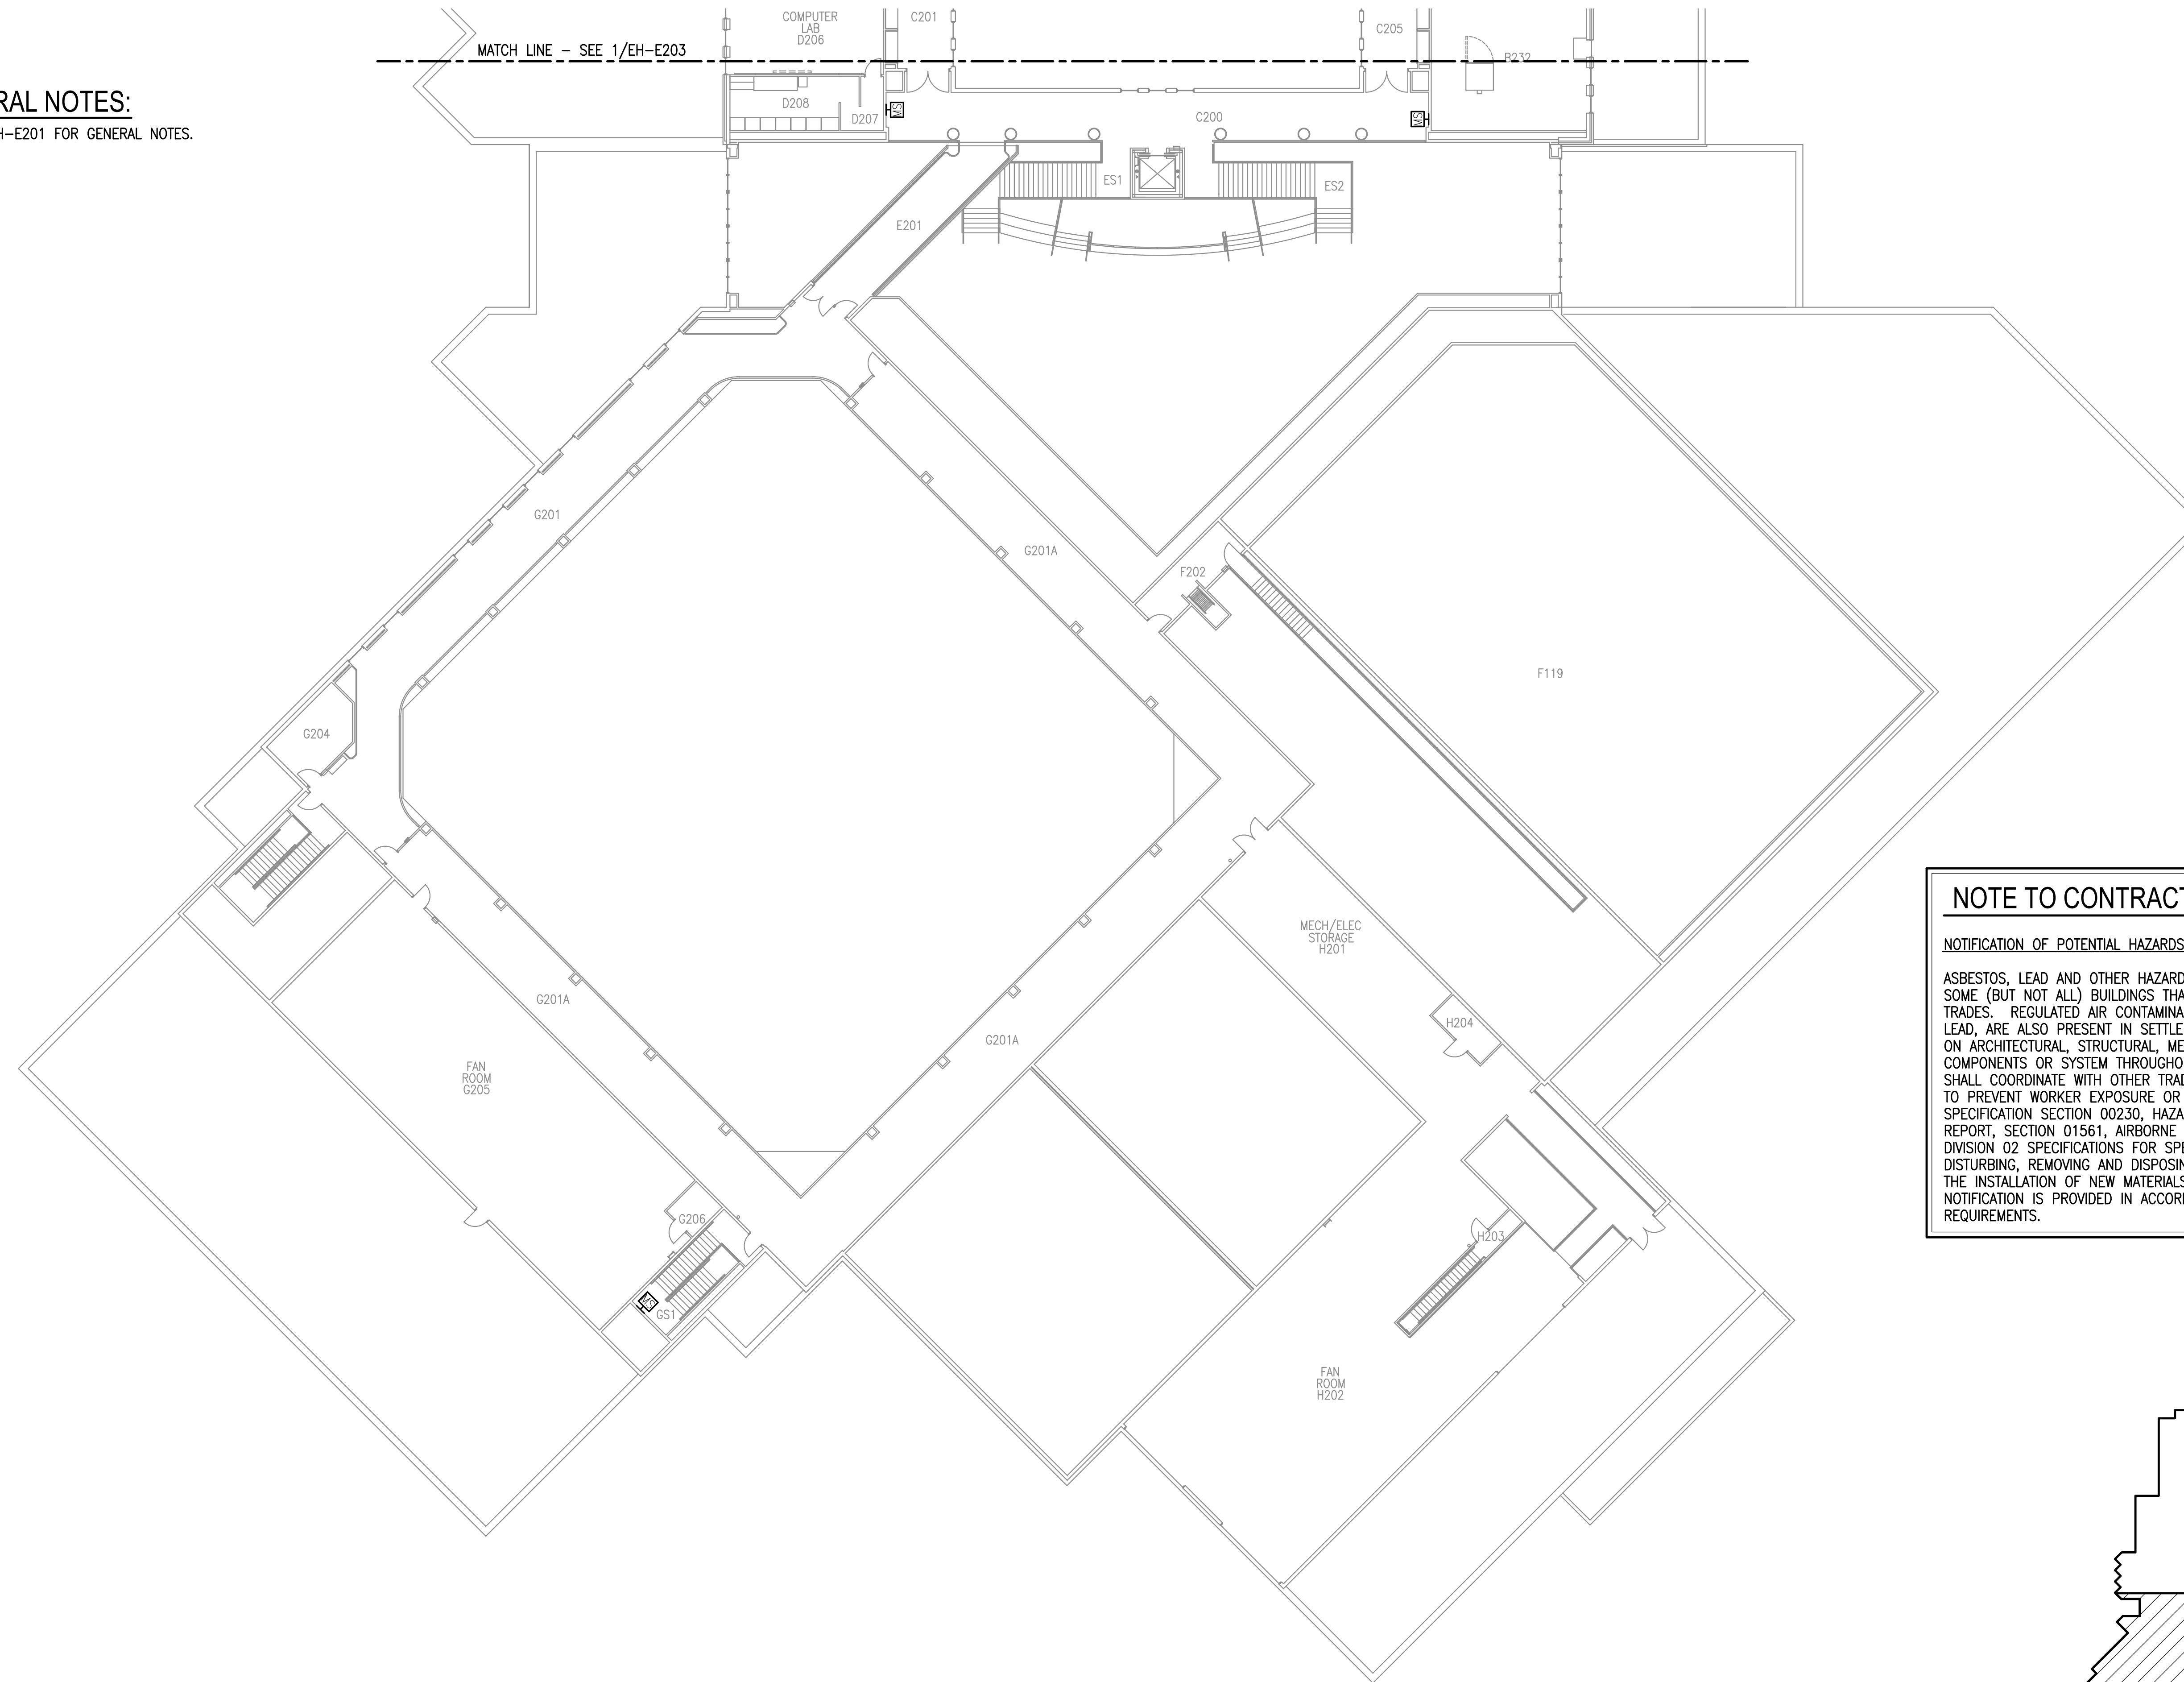 COMPUTER
LAB
D206
C201
C205
MATCH LINE – SEE 1/EH–E203
B232
RAL NOTES:
H–E201 FOR GENERAL NOTES.
D208
D207
MS
C200
MS
ES1
ES2
E201
G201
G201A
F202
F119
G204
NOTE TO CONTRACT
MECH/ELEC
STORAGE
H201
NOTIFICATION OF POTENTIAL HAZARDS
ASBESTOS, LEAD AND OTHER HAZARD
SOME (BUT NOT ALL) BUILDINGS THA
TRADES. REGULATED AIR CONTAMINA
LEAD, ARE ALSO PRESENT IN SETTLE
ON ARCHITECTURAL, STRUCTURAL, ME
COMPONENTS OR SYSTEM THROUGHO
SHALL COORDINATE WITH OTHER TRAD
TO PREVENT WORKER EXPOSURE OR
SPECIFICATION SECTION 00230, HAZA
REPORT, SECTION 01561, AIRBORNE
DIVISION 02 SPECIFICATIONS FOR SPE
DISTURBING, REMOVING AND DISPOSIN
THE INSTALLATION OF NEW MATERIALS
NOTIFICATION IS PROVIDED IN ACCOR
REQUIREMENTS.
G201A
H204
G201A
FAN
ROOM
G205
G206
H203
MS
GS1
FAN
ROOM
H202